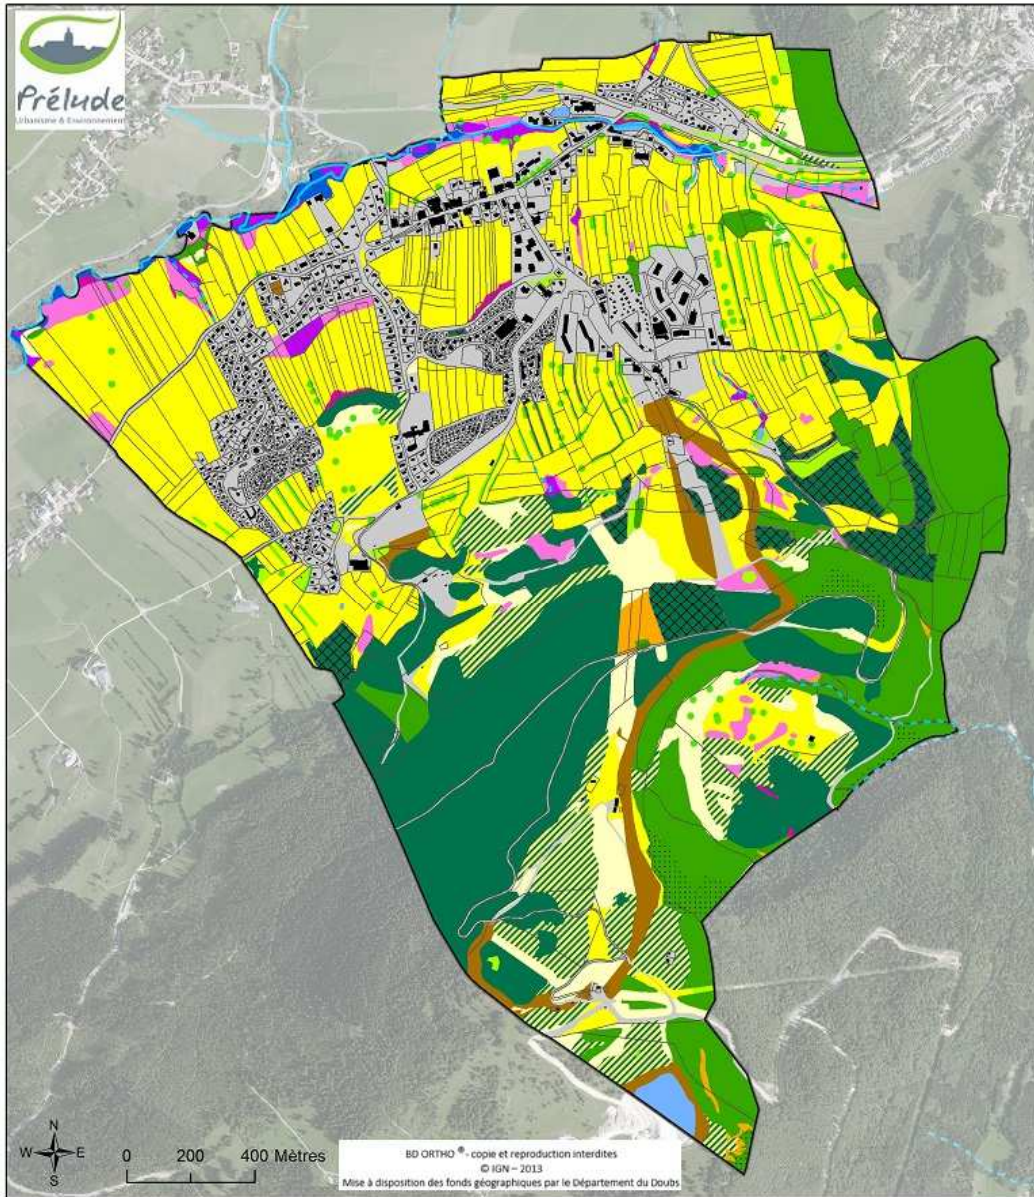 Prélude
Urbanisme & Environnement
N
W E
S
0 200 400 Mètres
BD ORTHO ® - copie et reproduction interdites
© IGN – 2013
Mise à disposition des fonds géographiques par le Département du Doubs